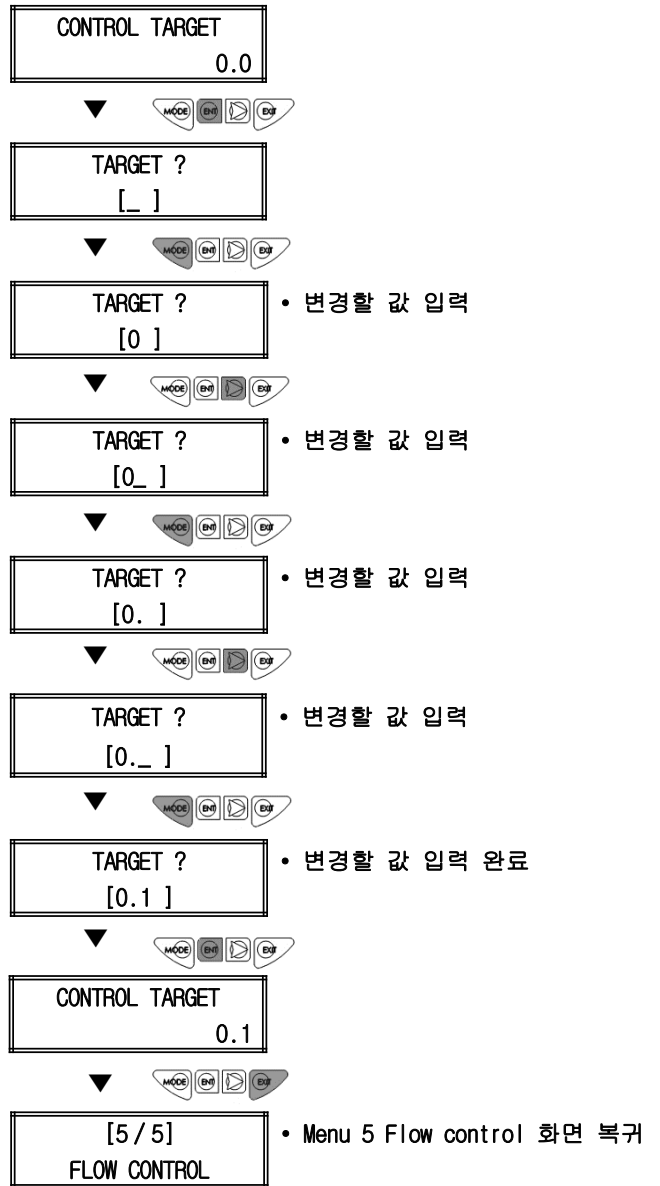 CONTROL TARGET
0.0
▼ MODE ENT EXIT
TARGET ?
[_ ]
▼ MODE ENT EXIT
TARGET ? • 변경할 값 입력
[0 ]
▼ MODE ENT EXIT
TARGET ? • 변경할 값 입력
[0_ ]
▼ MODE ENT EXIT
TARGET ? • 변경할 값 입력
[0. ]
▼ MODE ENT EXIT
TARGET ? • 변경할 값 입력
[0._ ]
▼ MODE ENT EXIT
TARGET ? • 변경할 값 입력 완료
[0.1 ]
▼ MODE ENT EXIT
CONTROL TARGET
0.1
▼ MODE ENT EXIT
[5/5] • Menu 5 Flow control 화면 복귀
FLOW CONTROL